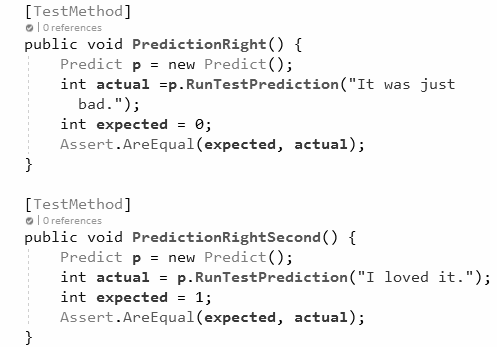 [TestMethod]
0 references
public void PredictionRight() {
Predict p = new Predict();
int actual =p.RunTestPrediction("It was just
bad.");
int expected = 0;
Assert.AreEqual(expected, actual);
}
[TestMethod]
0 references
public void PredictionRightSecond() {
Predict p = new Predict();
int actual = p.RunTestPrediction("I loved it.");
int expected = 1;
Assert.AreEqual(expected, actual);
}